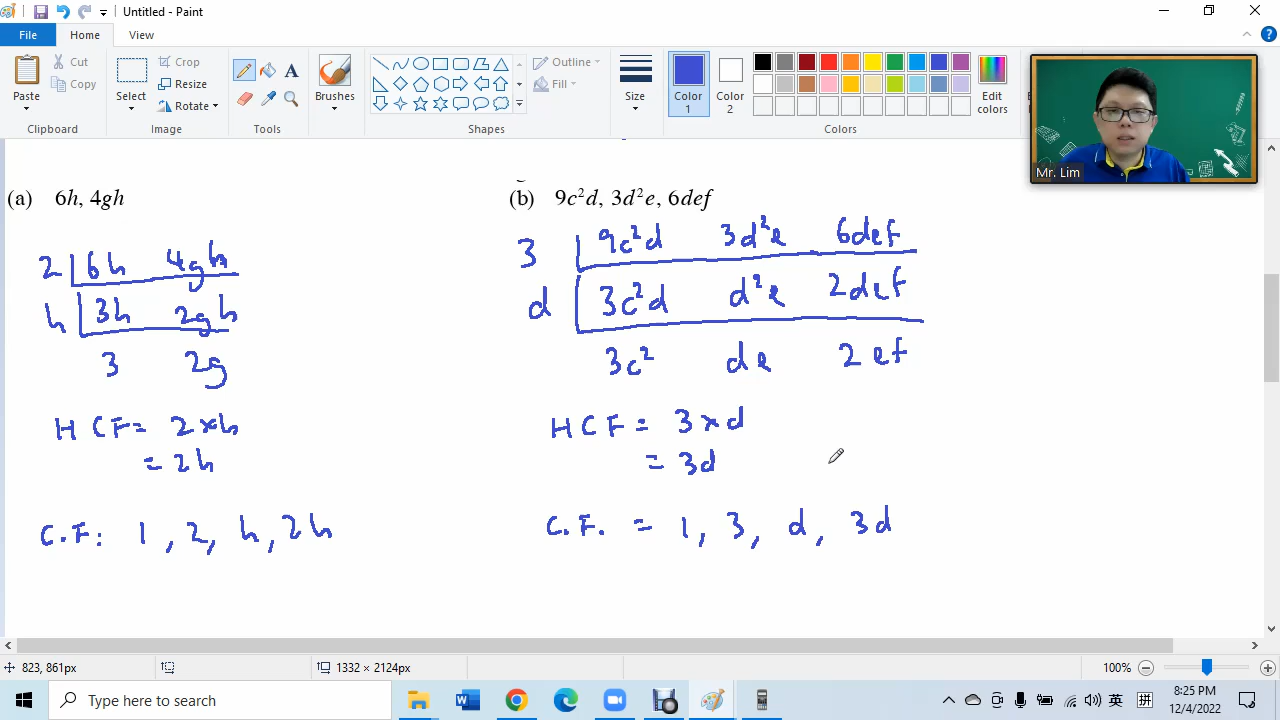 Untitled - Paint
File Home View
Paste Cut Copy
Clipboard
Select Crop Resize Rotate
Image
Tools
Brushes
Shapes
Outline
Fill
Size
Color 1
Color 2
Edit colors
Colors
Mr. Lim
(a) 6h, 4gh
2 6h 4gh
h 3h 2gh
3 2g
HCF = 2 × h
= 2h
C.F: 1, 2, h, 2h
(b) 9c²d, 3d²e, 6def
3 9c²d 3d²e 6def
d 3c²d d²e 2def
3c² de 2ef
HCF = 3 × d
= 3d
C.F. = 1, 3, d, 3d
823, 861px
1332 × 2124px
100%
Type here to search
英 拼
8:25 PM
12/4/2022